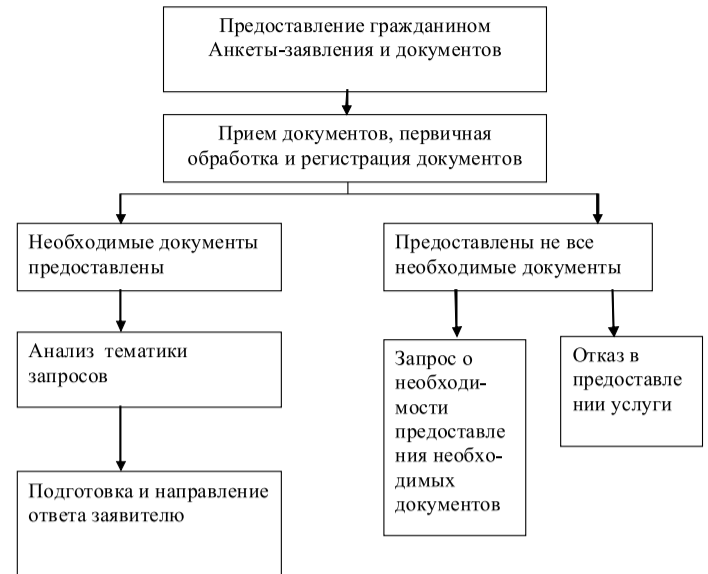 Предоставление гражданином
Анкеты-заявления и документов
Прием документов, первичная
обработка и регистрация документов
Необходимые документы
предоставлены
Предоставлены не все
необходимые документы
Анализ тематики
запросов
Запрос о
необходи-
мости
предоставле
ния необхо-
димых
документов
Отказ в
предоставле
нии услуги
Подготовка и направление
ответа заявителю